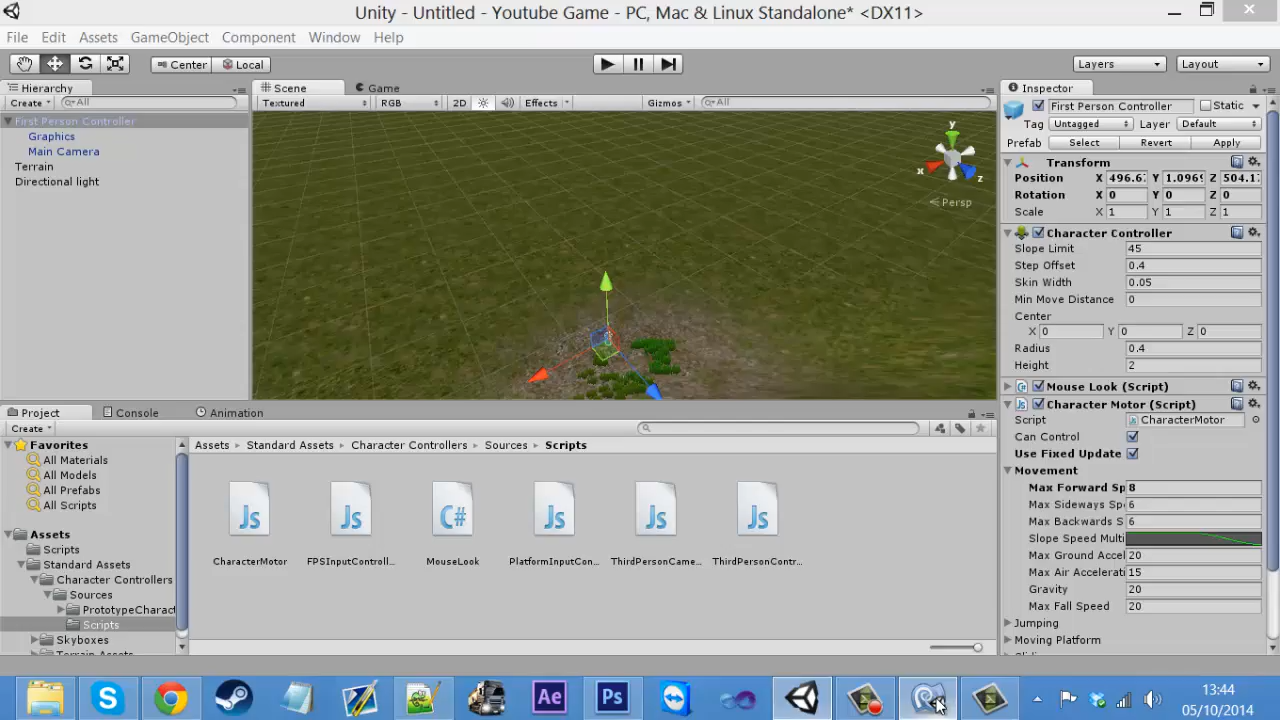 Unity - Untitled - Youtube Game - PC, Mac & Linux Standalone* <DX11>
File Edit Assets GameObject Component Window Help
Center Local Layers Layout
Hierarchy
Create All
First Person Controller
Graphics
Main Camera
Terrain
Directional light
Scene Game
Textured RGB 2D Effects Gizmos All
y
x
z
Persp
Inspector
First Person Controller Static
Tag Untagged Layer Default
Prefab Select Revert Apply
Transform
Position X 496.6 Y 1.0969 Z 504.1
Rotation X 0 Y 0 Z 0
Scale X 1 Y 1 Z 1
Character Controller
Slope Limit 45
Step Offset 0.4
Skin Width 0.05
Min Move Distance 0
Center
X 0 Y 0 Z 0
Radius 0.4
Height 2
C# Mouse Look (Script)
Js Character Motor (Script)
Script CharacterMotor
Can Control
Use Fixed Update
Movement
Max Forward Sp 8
Max Sideways Spe 6
Max Backwards S 6
Slope Speed Multi
Max Ground Accel 20
Max Air Accelerat 15
Gravity 20
Max Fall Speed 20
Jumping
Moving Platform
Project Console Animation
Create
Favorites
All Materials
All Models
All Prefabs
All Scripts
Assets
Scripts
Standard Assets
Character Controllers
Sources
PrototypeCharact
Scripts
Skyboxes
Assets Standard Assets Character Controllers Sources Scripts
Js Js C# Js Js Js
CharacterMotor FPSInputControll... MouseLook PlatformInputCon... ThirdPersonCame... ThirdPersonContr...
S Ae Ps
13:44
05/10/2014